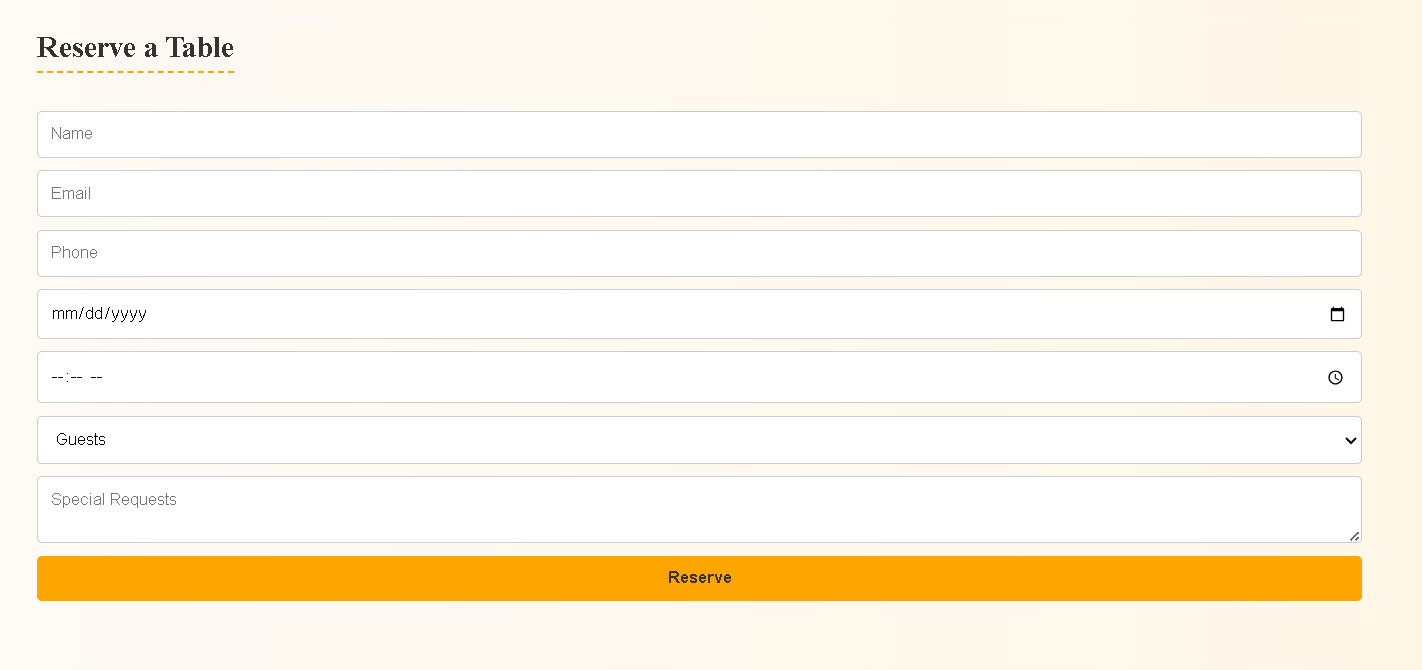 Reserve a Table
Name
Email
Phone
mm/dd/yyyy
--:-- --
Guests
Special Requests
Reserve